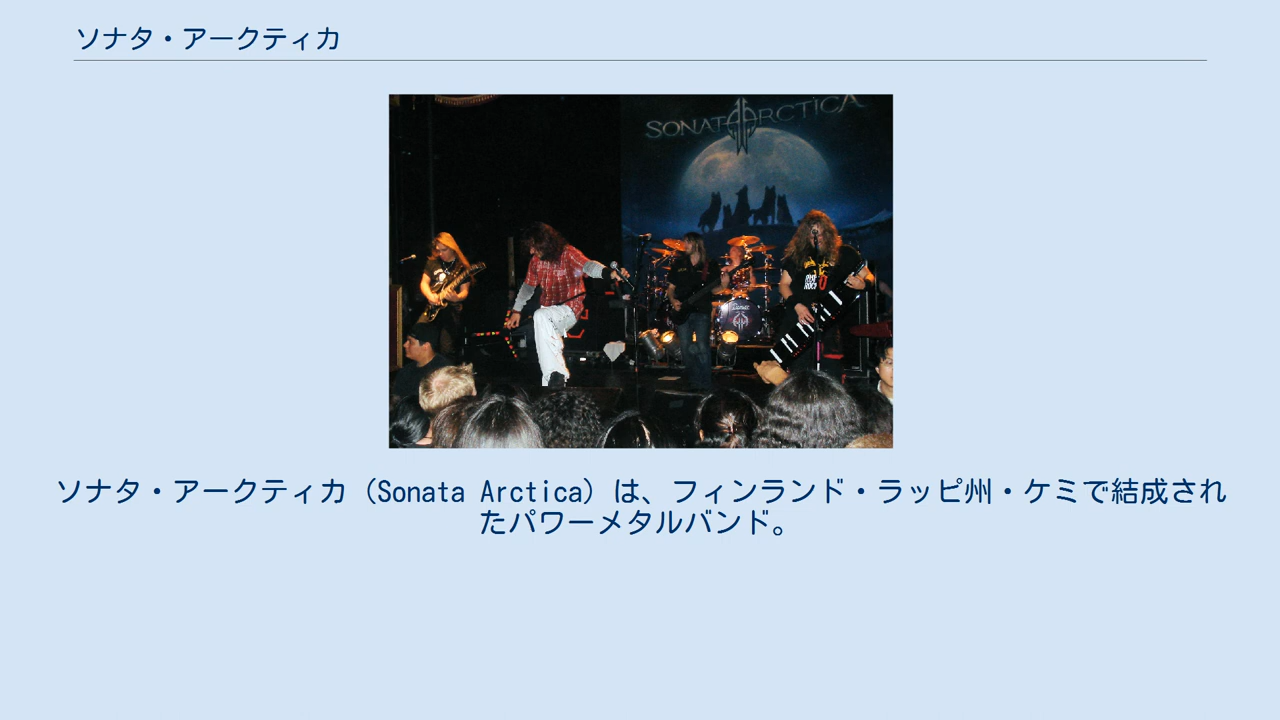 ソナタ・アークティカ
SONATA ARCTICA
ソナタ・アークティカ（Sonata Arctica）は、フィンランド・ラッピ州・ケミで結成され
たパワーメタルバンド。